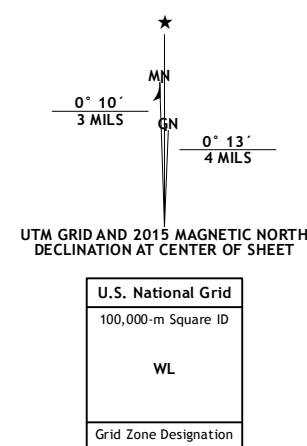 ★
MN
0° 10´
3 MILS
GN
0° 13´
4 MILS
UTM GRID AND 2015 MAGNETIC NORTH
DECLINATION AT CENTER OF SHEET
U.S. National Grid
100,000-m Square ID
WL
Grid Zone Designation